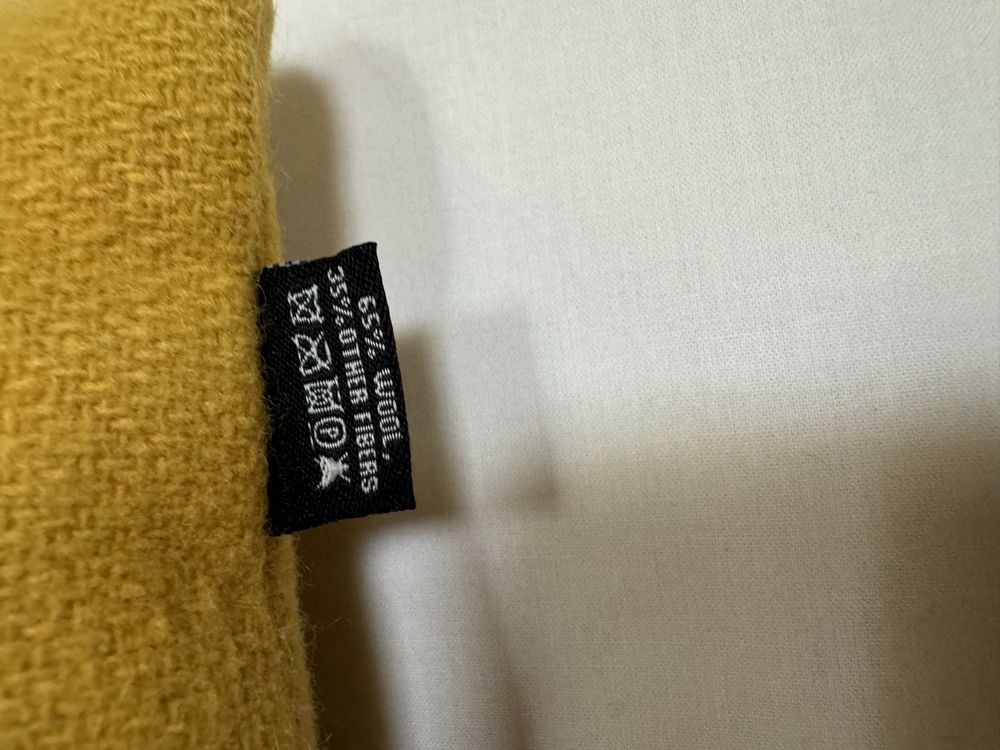 65% WOOL,
35% OTHER FIBERS
P